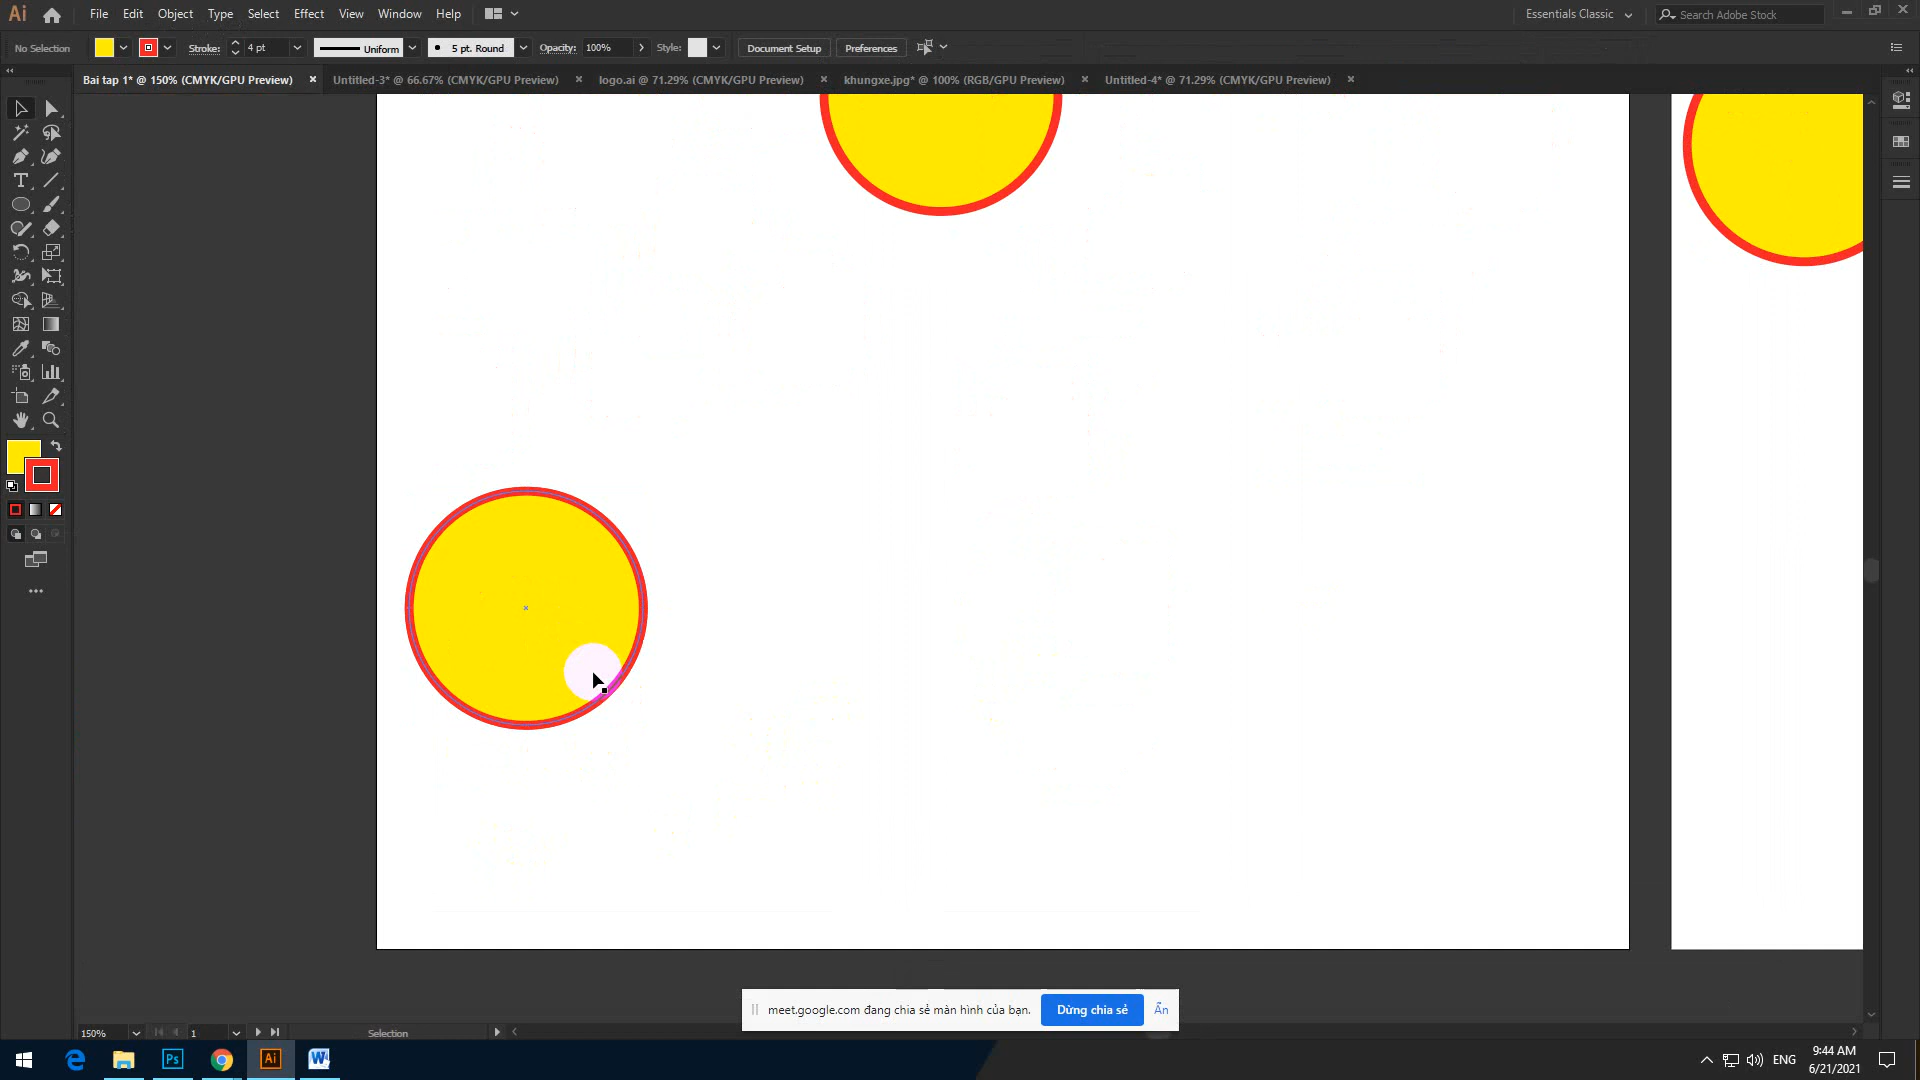 Ai File Edit Object Type Select Effect View Window Help Essentials Classic Search Adobe Stock
No Selection Stroke: 4 pt Uniform 5 pt. Round Opacity: 100% Style: Document Setup Preferences
Bai tap 1* @ 150% (CMYK/GPU Preview) × Untitled-3* @ 66.67% (CMYK/GPU Preview) × logo.ai @ 71.29% (CMYK/GPU Preview) × khungxe.jpg* @ 100% (RGB/GPU Preview) × Untitled-4* @ 71.29% (CMYK/GPU Preview) ×
meet.google.com đang chia sẻ màn hình của bạn. Dừng chia sẻ Ẩn
150% 1 Selection
Ps Ai W ENG 9:44 AM
6/21/2021